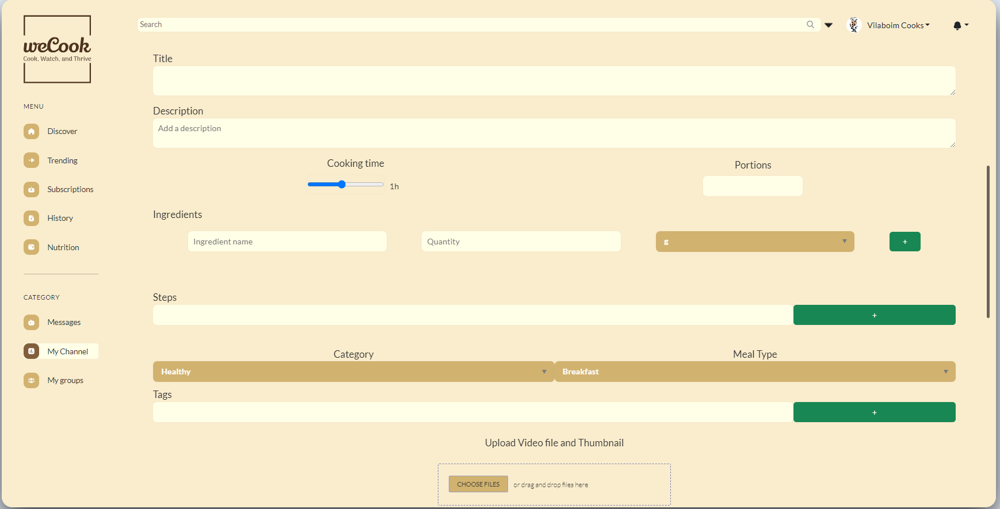 weCook
Cook, Watch, and Thrive
Search
Vilaboim Cooks
MENU
Discover
Trending
Subscriptions
History
Nutrition
CATEGORY
Messages
My Channel
My groups
Title
Description
Add a description
Cooking time
1h
Portions
Ingredients
Ingredient name
Quantity
g
+
Steps
+
Category
Meal Type
Healthy
Breakfast
Tags
+
Upload Video file and Thumbnail
CHOOSE FILES or drag and drop files here